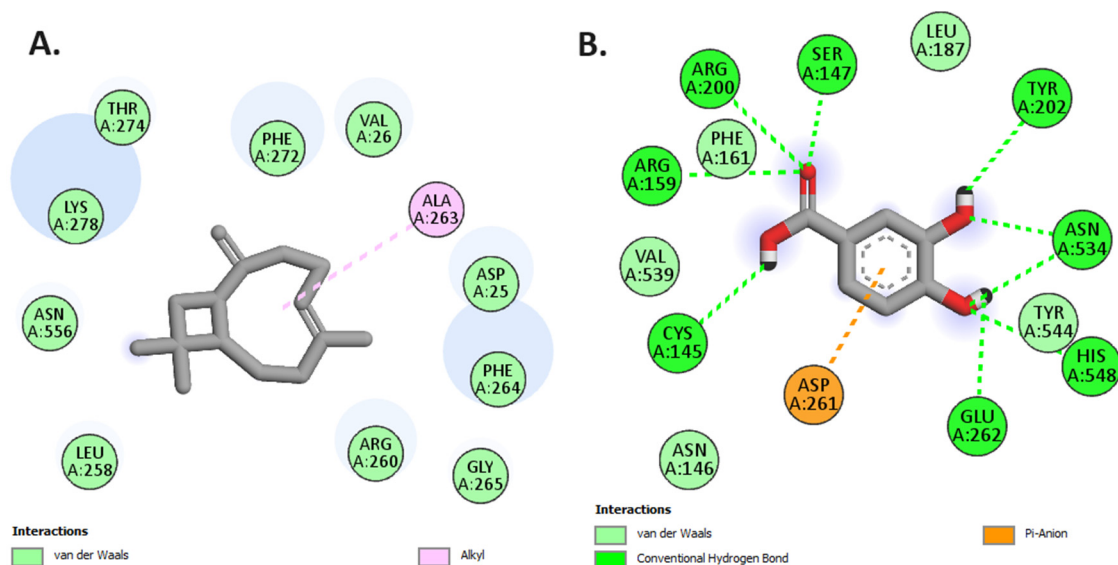 A.
THR
A:274
PHE
A:272
VAL
A:26
LYS
A:278
ALA
A:263
ASP
A:25
ASN
A:556
PHE
A:264
LEU
A:258
ARG
A:260
GLY
A:265
Interactions
van der Waals
Alkyl
B.
LEU
A:187
SER
A:147
ARG
A:200
TYR
A:202
PHE
A:161
ARG
A:159
ASN
A:534
VAL
A:539
TYR
A:544
CYS
A:145
HIS
A:548
ASP
A:261
GLU
A:262
ASN
A:146
Interactions
van der Waals
Conventional Hydrogen Bond
Pi-Anion